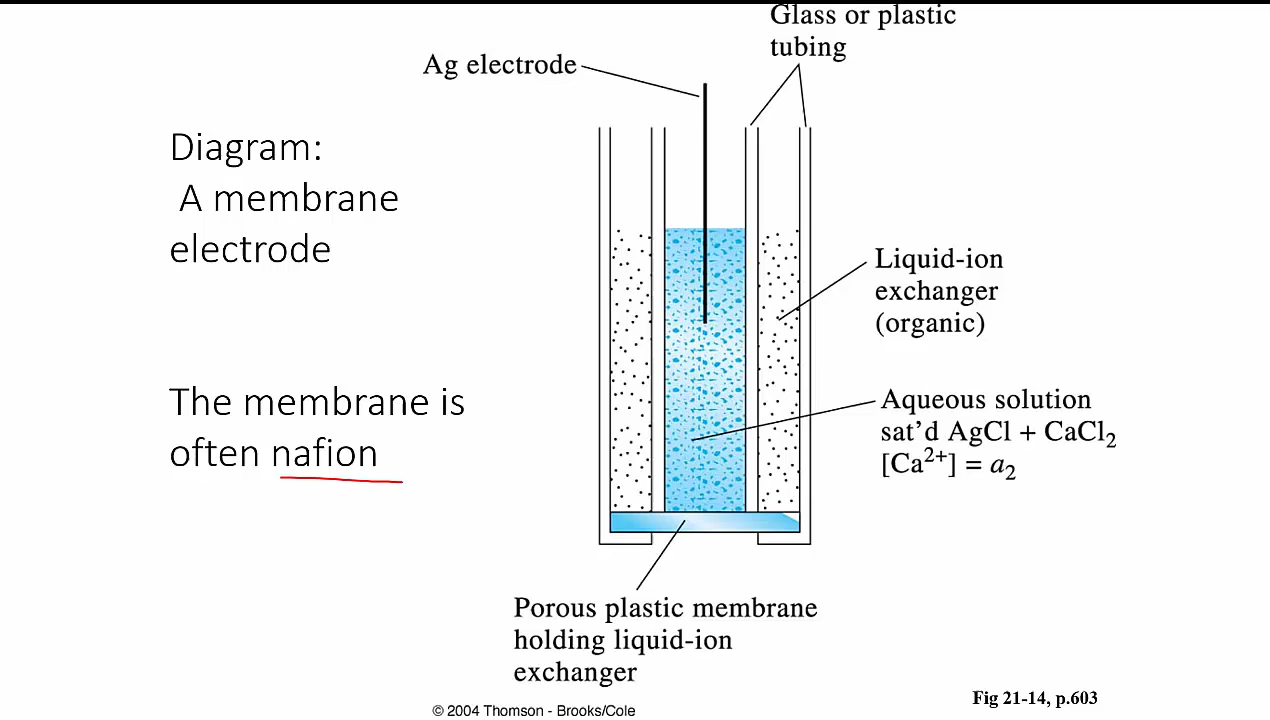 Glass or plastic
tubing
Ag electrode
Diagram:
A membrane
electrode
Liquid-ion
exchanger
(organic)
The membrane is
often nafion
Aqueous solution
sat’d AgCl + CaCl₂
[Ca²⁺] = a₂
Porous plastic membrane
holding liquid-ion
exchanger
Fig 21-14, p.603
© 2004 Thomson - Brooks/Cole